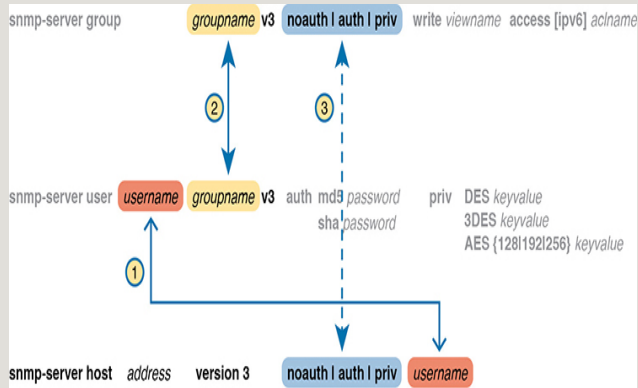 snmp-server group groupname v3 noauth | auth | priv write viewname access [ipv6] aclname
2
3
snmp-server user username groupname v3 auth md5 password priv DES keyvalue
sha password 3DES keyvalue
AES {128|192|256} keyvalue
1
snmp-server host address version 3 noauth | auth | priv username